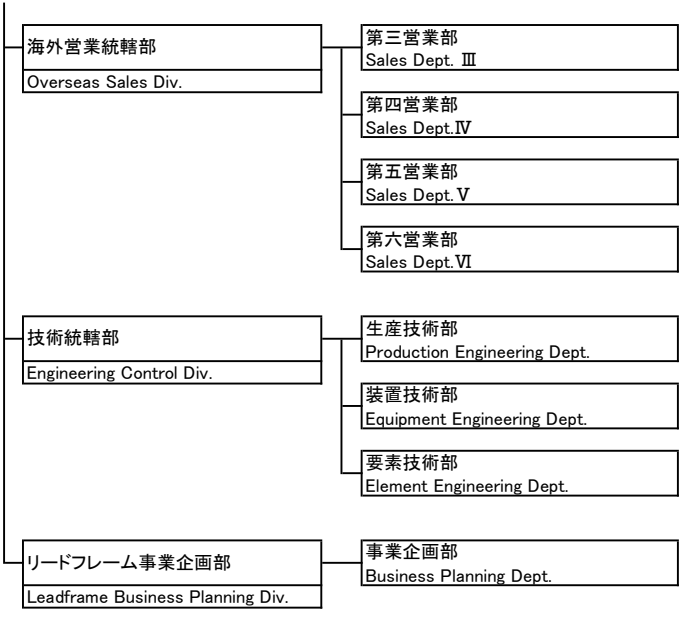 海外営業統轄部
Overseas Sales Div.
第三営業部
Sales Dept. Ⅲ
第四営業部
Sales Dept.Ⅳ
第五営業部
Sales Dept.Ⅴ
第六営業部
Sales Dept.Ⅵ
技術統轄部
Engineering Control Div.
生産技術部
Production Engineering Dept.
装置技術部
Equipment Engineering Dept.
要素技術部
Element Engineering Dept.
リードフレーム事業企画部
Leadframe Business Planning Div.
事業企画部
Business Planning Dept.